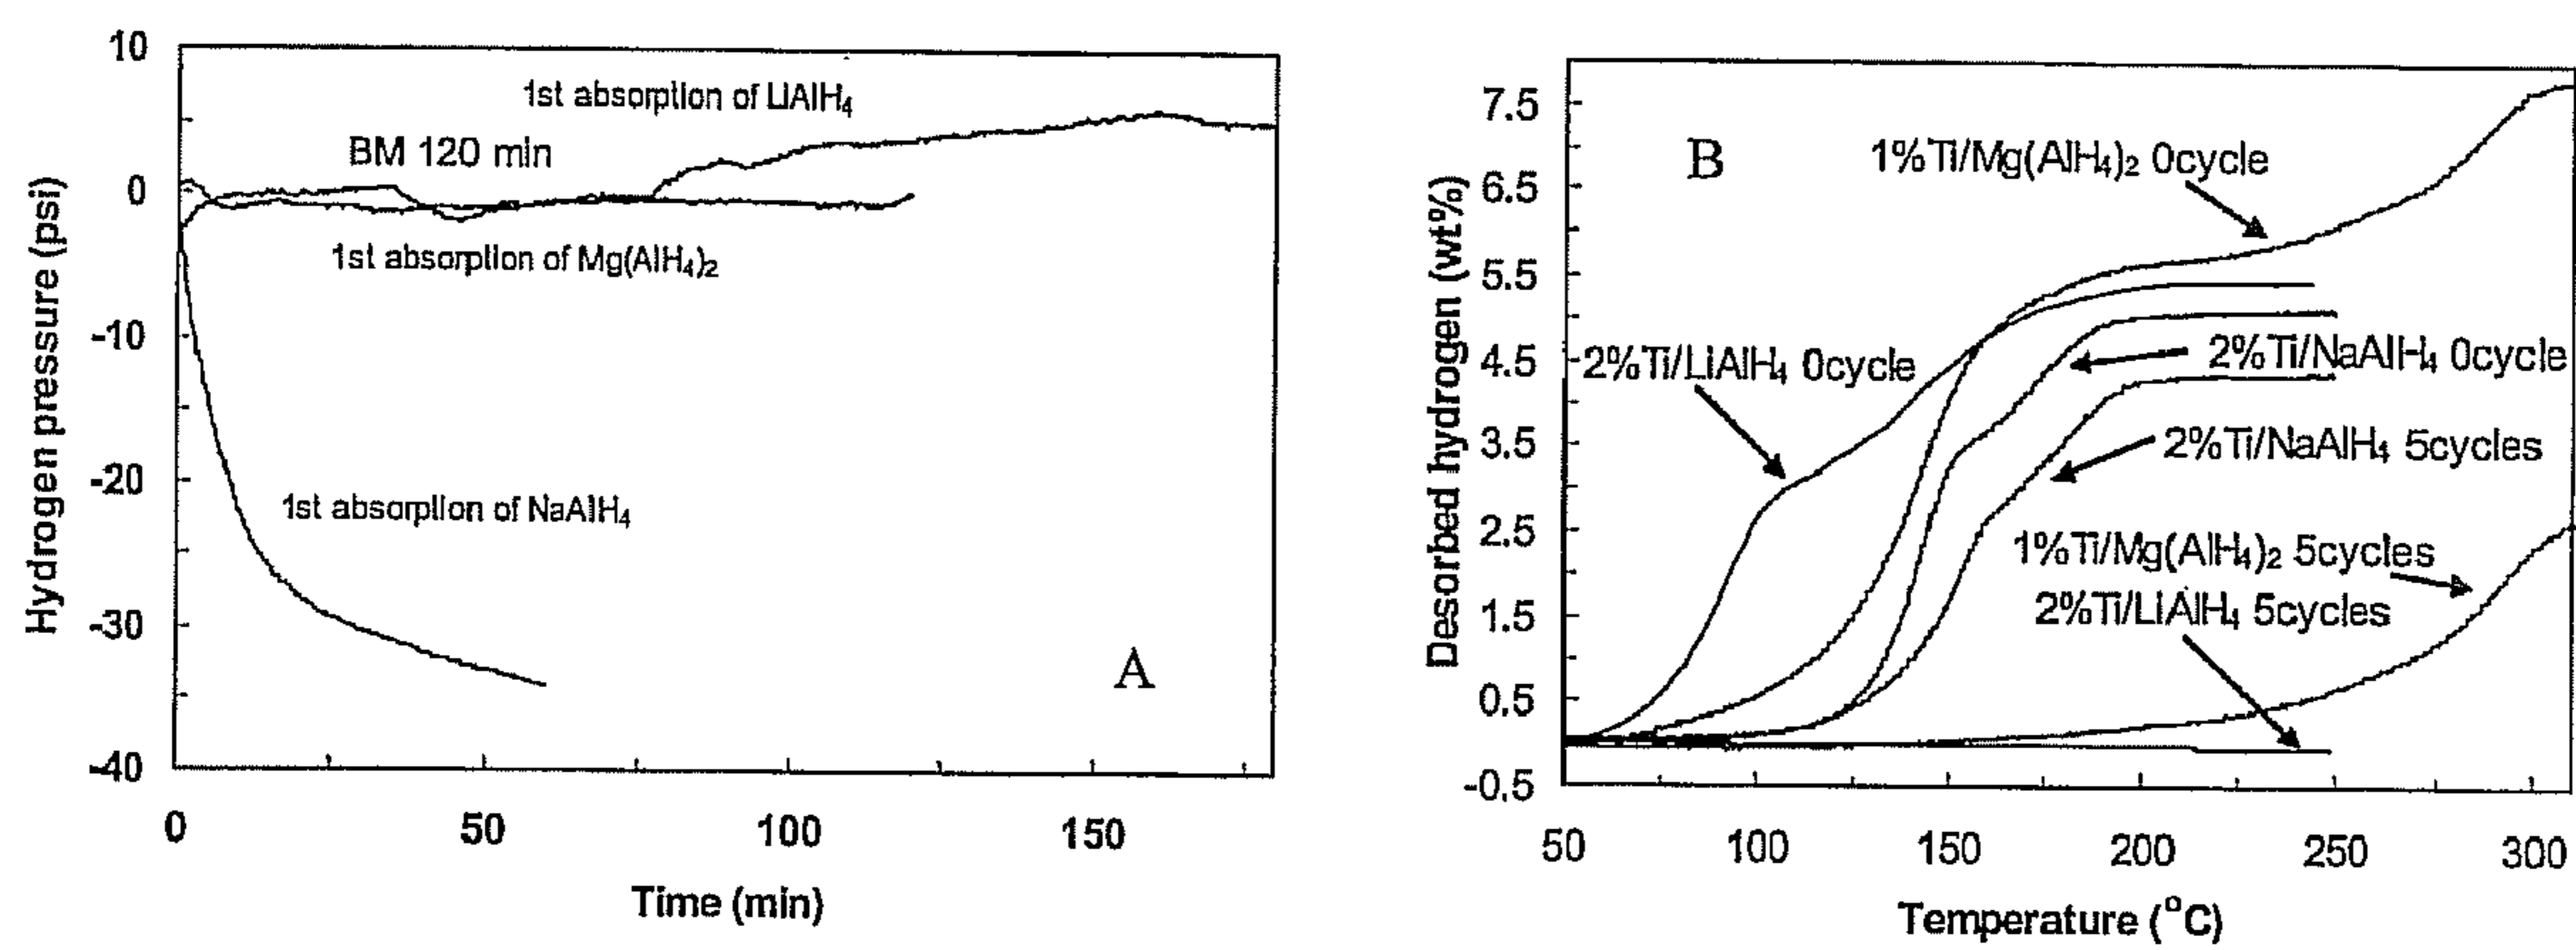 10
0
-10
-20
-30
-40
Hydrogen pressure (psi)
1st absorption of LiAlH4
BM 120 min
1st absorption of Mg(AlH4)2
1st absorption of NaAlH4
A
0 50 100 150
Time (min)
7.5
6.5
5.5
4.5
3.5
2.5
1.5
0.5
-0.5
Desorbed hydrogen (wt%)
B
1%Ti/Mg(AlH4)2 0cycle
2%Ti/LiAlH4 0cycle
2%Ti/NaAlH4 0cycle
2%Ti/NaAlH4 5cycles
1%Ti/Mg(AlH4)2 5cycles
2%Ti/LiAlH4 5cycles
50 100 150 200 250 300
Temperature (°C)